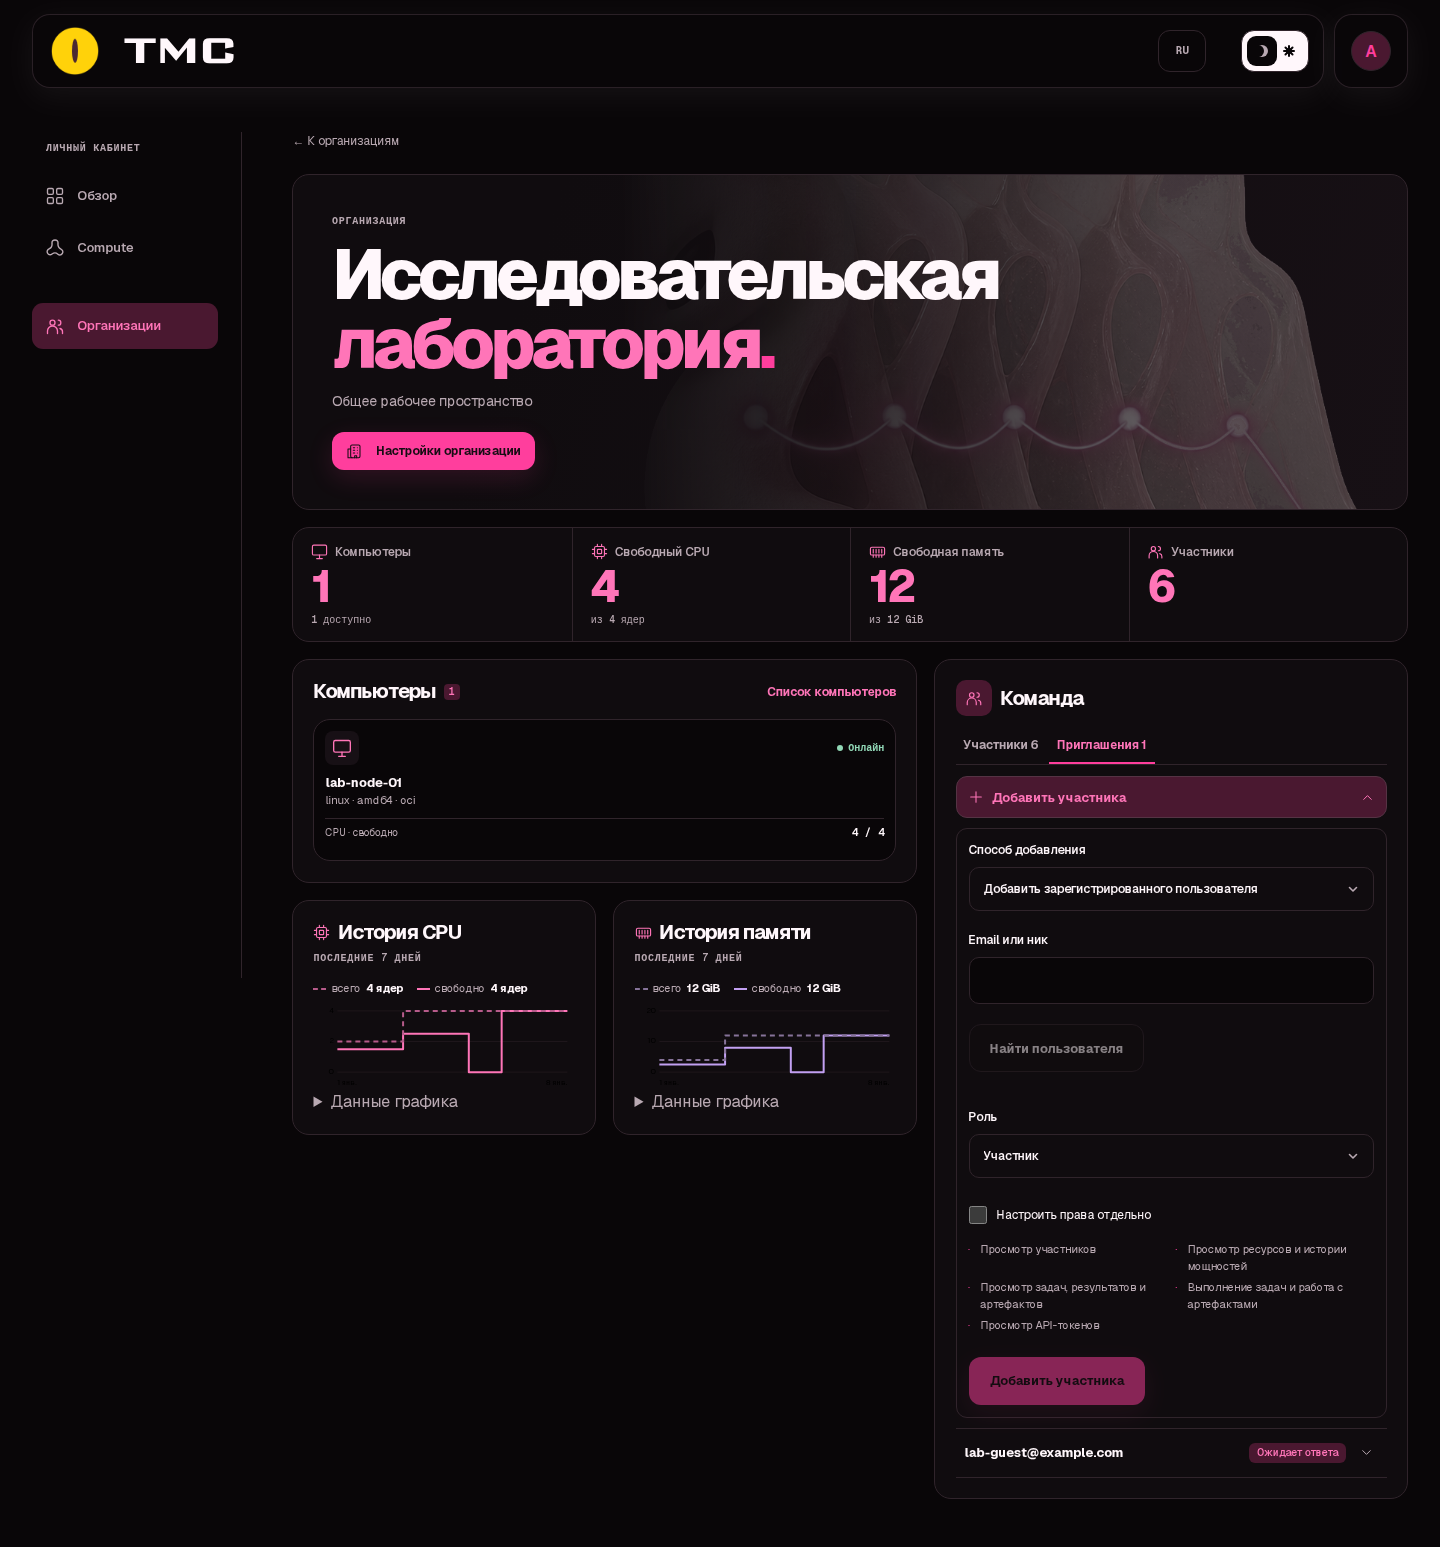 TMC
RU
A
ЛИЧНЫЙ КАБИНЕТ
Обзор
Compute
Организации
← К организациям
ОРГАНИЗАЦИЯ
Исследовательская
лаборатория.
Общее рабочее пространство
Настройки организации
Компьютеры
1
1 доступно
Свободный CPU
4
из 4 ядер
Свободная память
12
из 12 GiB
Участники
6
Компьютеры 1
Список компьютеров
Онлайн
lab-node-01
linux · amd64 · oci
CPU · свободно
4 / 4
История CPU
ПОСЛЕДНИЕ 7 ДНЕЙ
всего 4 ядер свободно 4 ядер
Данные графика
История памяти
ПОСЛЕДНИЕ 7 ДНЕЙ
всего 12 GiB свободно 12 GiB
Данные графика
Команда
Участники 6 Приглашения 1
Добавить участника
Способ добавления
Добавить зарегистрированного пользователя
Email или ник
Найти пользователя
Роль
Участник
Настроить права отдельно
· Просмотр участников
· Просмотр ресурсов и истории
мощностей
· Просмотр задач, результатов и
артефактов
· Выполнение задач и работа с
артефактами
· Просмотр API-токенов
Добавить участника
lab-guest@example.com
Ожидает ответа